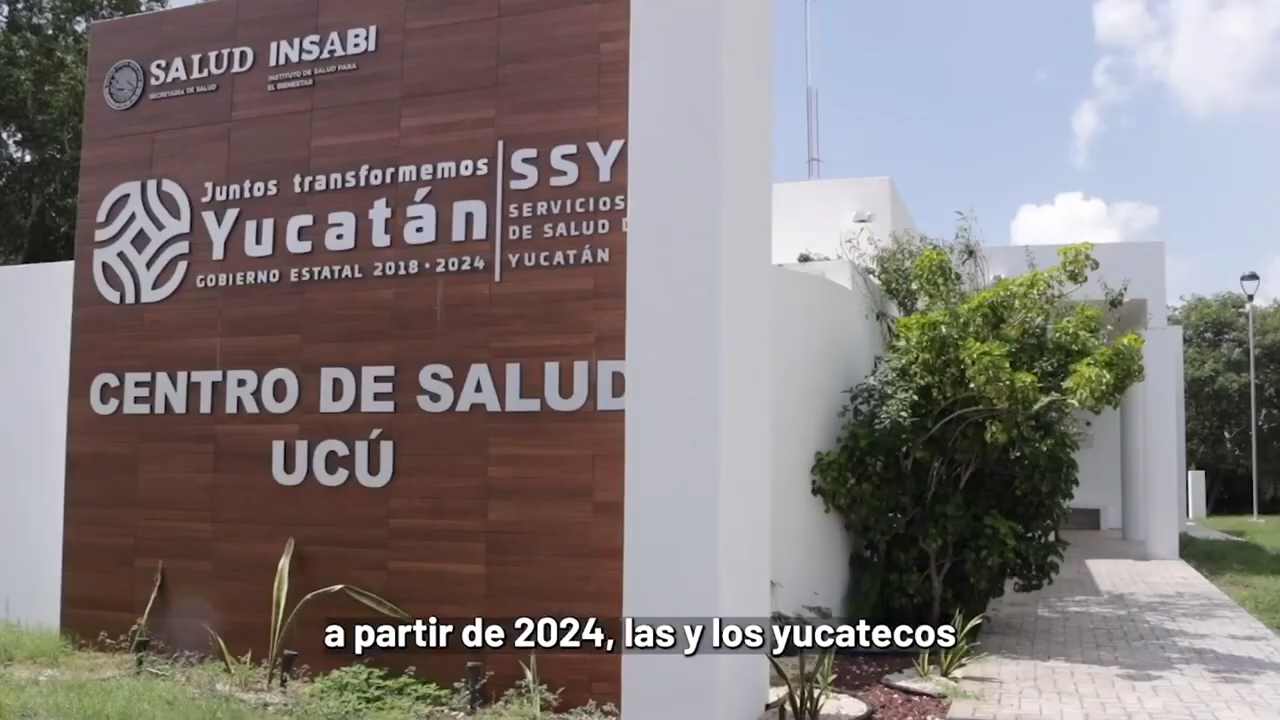 SALUD
SECRETARÍA DE SALUD
INSABI
INSTITUTO DE SALUD PARA
EL BIENESTAR
Juntos transformemos
Yucatán
GOBIERNO ESTATAL 2018 • 2024
SSY
SERVICIOS
DE SALUD D
YUCATÁN
CENTRO DE SALUD
UCÚ
a partir de 2024, las y los yucatecos